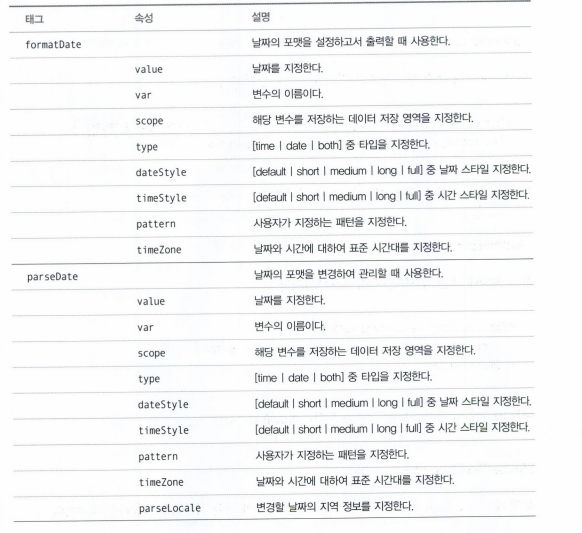 태그 속성 설명
formatDate 날짜의 포맷을 설정하고서 출력할 때 사용한다.
value 날짜를 지정한다.
var 변수의 이름이다.
scope 해당 변수를 저장하는 데이터 저장 영역을 지정한다.
type [time | date | both] 중 타입을 지정한다.
dateStyle [default | short | medium | long | full] 중 날짜 스타일 지정한다.
timeStyle [default | short | medium | long | full] 중 시간 스타일 지정한다.
pattern 사용자가 지정하는 패턴을 지정한다.
timeZone 날짜와 시간에 대하여 표준 시간대를 지정한다.
parseDate 날짜의 포맷을 변경하여 관리할 때 사용한다.
value 날짜를 지정한다.
var 변수의 이름이다.
scope 해당 변수를 저장하는 데이터 저장 영역을 지정한다.
type [time | date | both] 중 타입을 지정한다.
dateStyle [default | short | medium | long | full] 중 날짜 스타일 지정한다.
timeStyle [default | short | medium | long | full] 중 시간 스타일 지정한다.
pattern 사용자가 지정하는 패턴을 지정한다.
timeZone 날짜와 시간에 대하여 표준 시간대를 지정한다.
parseLocale 변경할 날짜의 지역 정보를 지정한다.